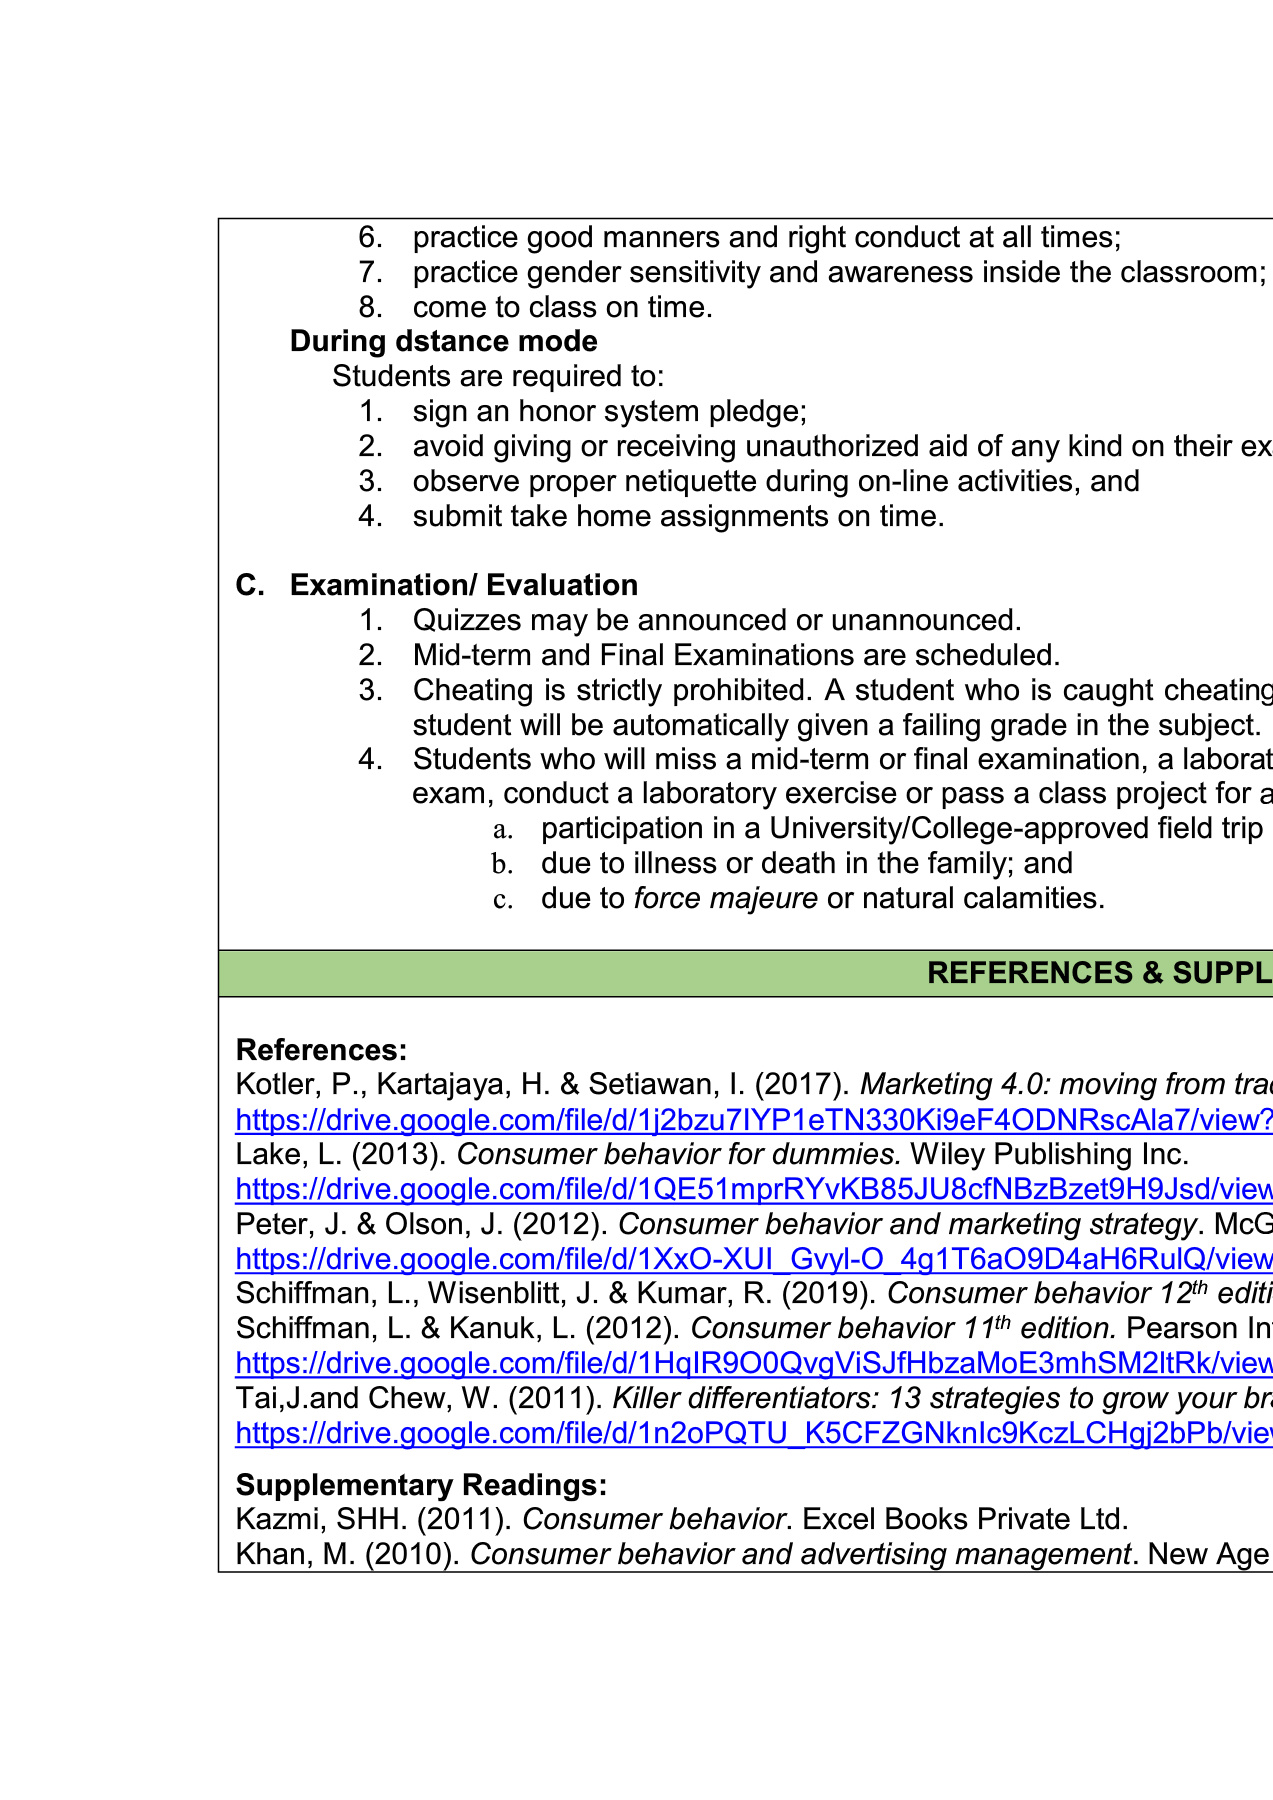 6. practice good manners and right conduct at all times;
7. practice gender sensitivity and awareness inside the classroom;
8. come to class on time.
During dstance mode
Students are required to:
1. sign an honor system pledge;
2. avoid giving or receiving unauthorized aid of any kind on their ex
3. observe proper netiquette during on-line activities, and
4. submit take home assignments on time.
C. Examination/ Evaluation
1. Quizzes may be announced or unannounced.
2. Mid-term and Final Examinations are scheduled.
3. Cheating is strictly prohibited. A student who is caught cheating
student will be automatically given a failing grade in the subject.
4. Students who will miss a mid-term or final examination, a laborat
exam, conduct a laboratory exercise or pass a class project for a
a. participation in a University/College-approved field trip
b. due to illness or death in the family; and
c. due to force majeure or natural calamities.
REFERENCES & SUPPL
References:
Kotler, P., Kartajaya, H. & Setiawan, I. (2017). Marketing 4.0: moving from trad
https://drive.google.com/file/d/1j2bzu7IYP1eTN330Ki9eF4ODNRscAla7/view?
Lake, L. (2013). Consumer behavior for dummies. Wiley Publishing Inc.
https://drive.google.com/file/d/1QE51mprRYvKB85JU8cfNBzBzet9H9Jsd/view
Peter, J. & Olson, J. (2012). Consumer behavior and marketing strategy. McG
https://drive.google.com/file/d/1XxO-XUI_Gvyl-O_4g1T6aO9D4aH6RulQ/view
Schiffman, L., Wisenblitt, J. & Kumar, R. (2019). Consumer behavior 12th editi
Schiffman, L. & Kanuk, L. (2012). Consumer behavior 11th edition. Pearson Int
https://drive.google.com/file/d/1HqIR9O0QvgViSJfHbzaMoE3mhSM2ltRk/view
Tai,J.and Chew, W. (2011). Killer differentiators: 13 strategies to grow your bra
https://drive.google.com/file/d/1n2oPQTU_K5CFZGNknIc9KczLCHgj2bPb/view
Supplementary Readings:
Kazmi, SHH. (2011). Consumer behavior. Excel Books Private Ltd.
Khan, M. (2010). Consumer behavior and advertising management. New Age